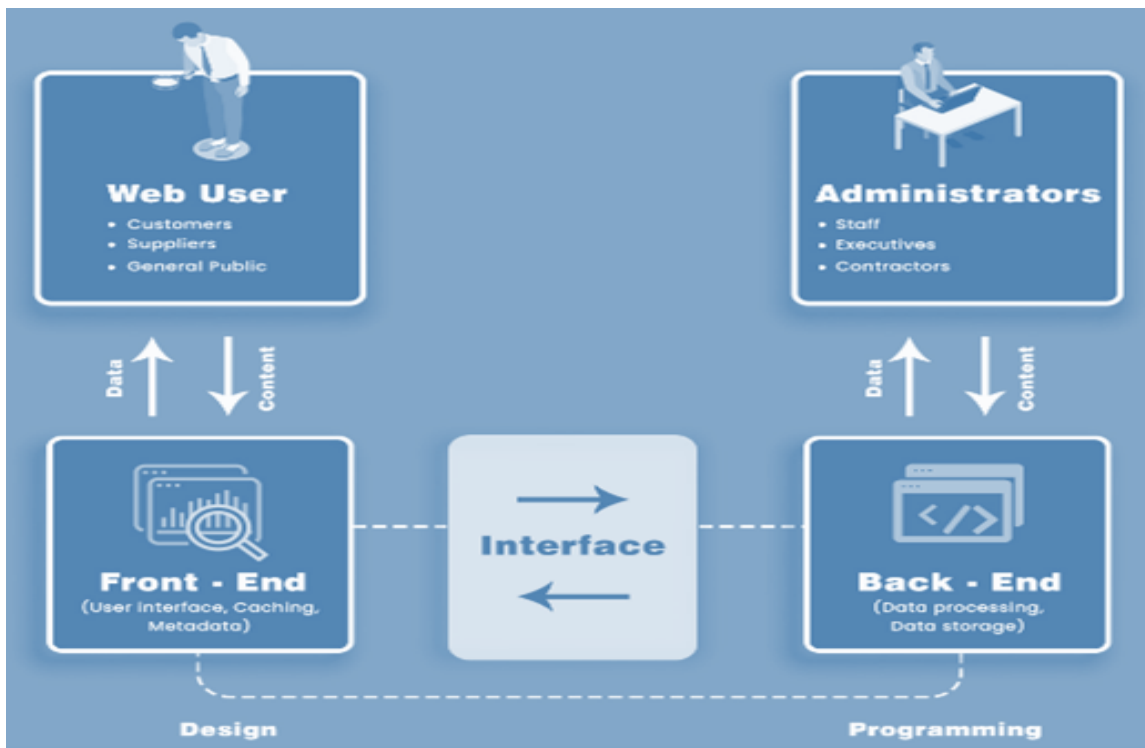 Web User
• Customers
• Suppliers
• General Public
Administrators
• Staff
• Executives
• Contractors
Data
Content
Data
Content
Front - End
(User interface, Caching,
Metadata)
Interface
</>
Back - End
(Data processing,
Data storage)
Design
Programming